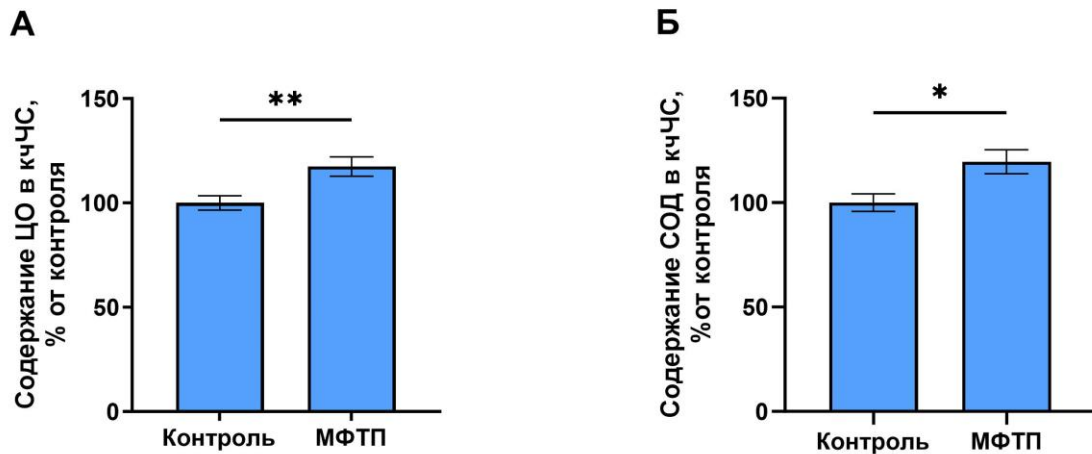 А
Содержание ЦО в кчЧС,
% от контроля
150
100
50
0
**
Контроль
МФТП
Б
Содержание СОД в кчЧС,
%от контроля
150
100
50
0
*
Контроль
МФТП